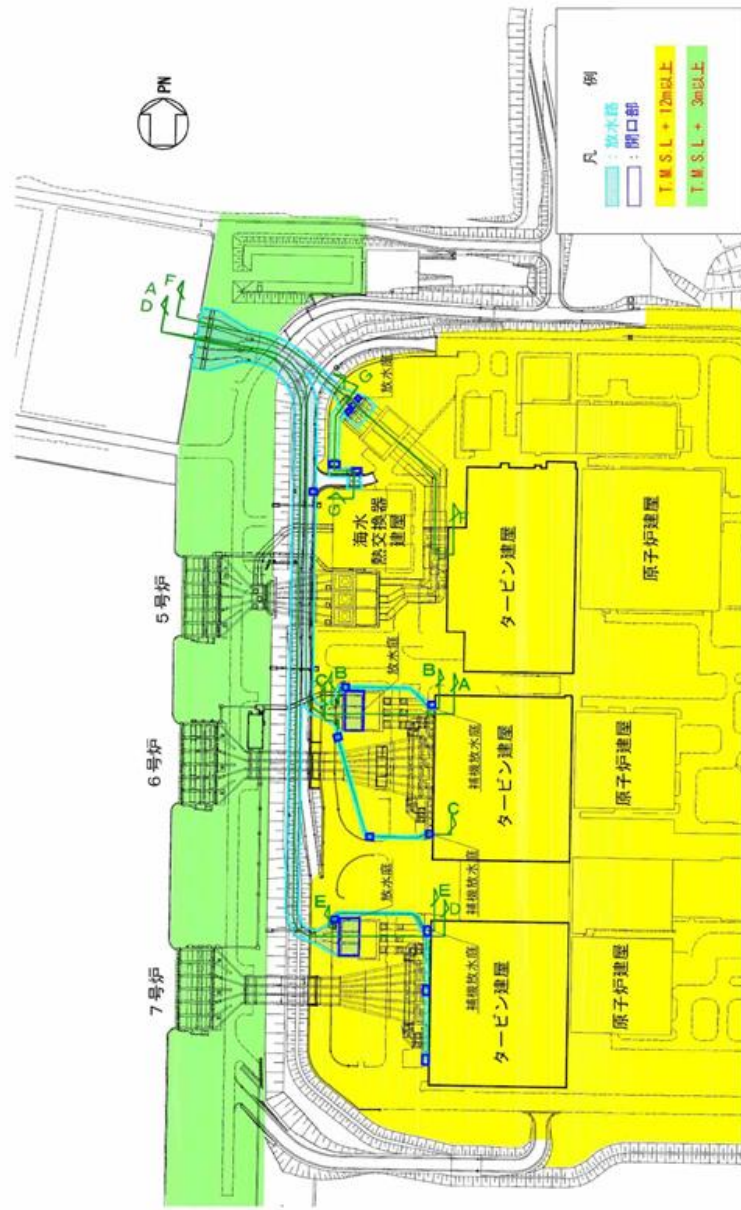 7号炉
6号炉
5号炉
PN
D
A
F
E
C
B
G
G
海水
熱交換器
建屋
放水庭
放水庭
放水庭
E
D
C
B
A
F
補機放水庭
補機放水庭
補機放水庭
タービン建屋
タービン建屋
タービン建屋
原子炉建屋
原子炉建屋
原子炉建屋
凡 例
：放水路
：開口部
T.M.S.L.+ 12m以上
T.M.S.L.+ 3m以上